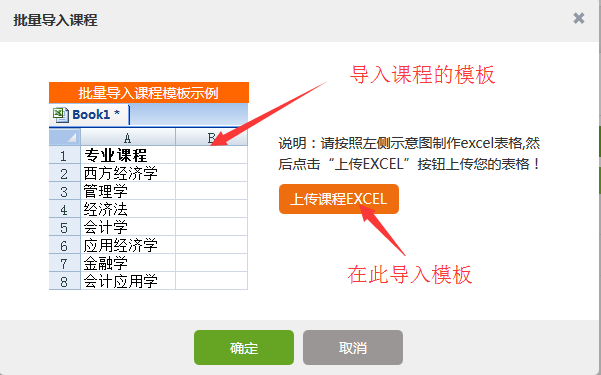 批量导入课程
×
导入课程的模板
批量导入课程模板示例
Book1 *
A B
1 专业课程
2 西方经济学
3 管理学
4 经济法
5 会计学
6 应用经济学
7 金融学
8 会计应用学
说明：请按照左侧示意图制作excel表格,然
后点击“上传EXCEL”按钮上传您的表格！
上传课程EXCEL
在此导入模板
确定 取消